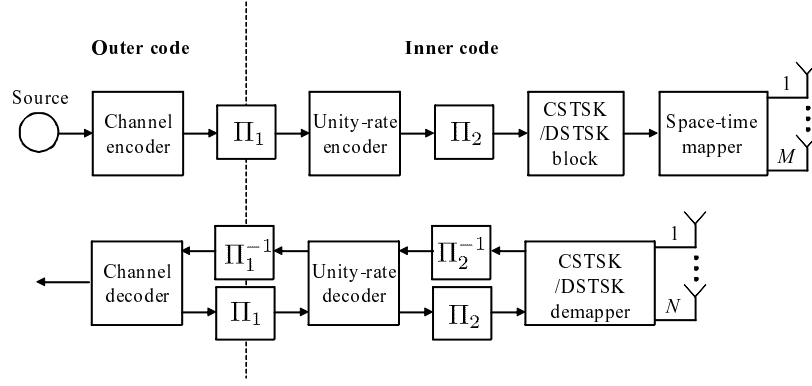 Outer code
Inner code
Source
Channel
encoder
Π₁
Unity-rate
encoder
Π₂
CSTSK
/DSTSK
block
Space-time
mapper
1
M
Channel
decoder
Π₁⁻¹
Π₁
Unity-rate
decoder
Π₂⁻¹
Π₂
CSTSK
/DSTSK
demapper
1
N